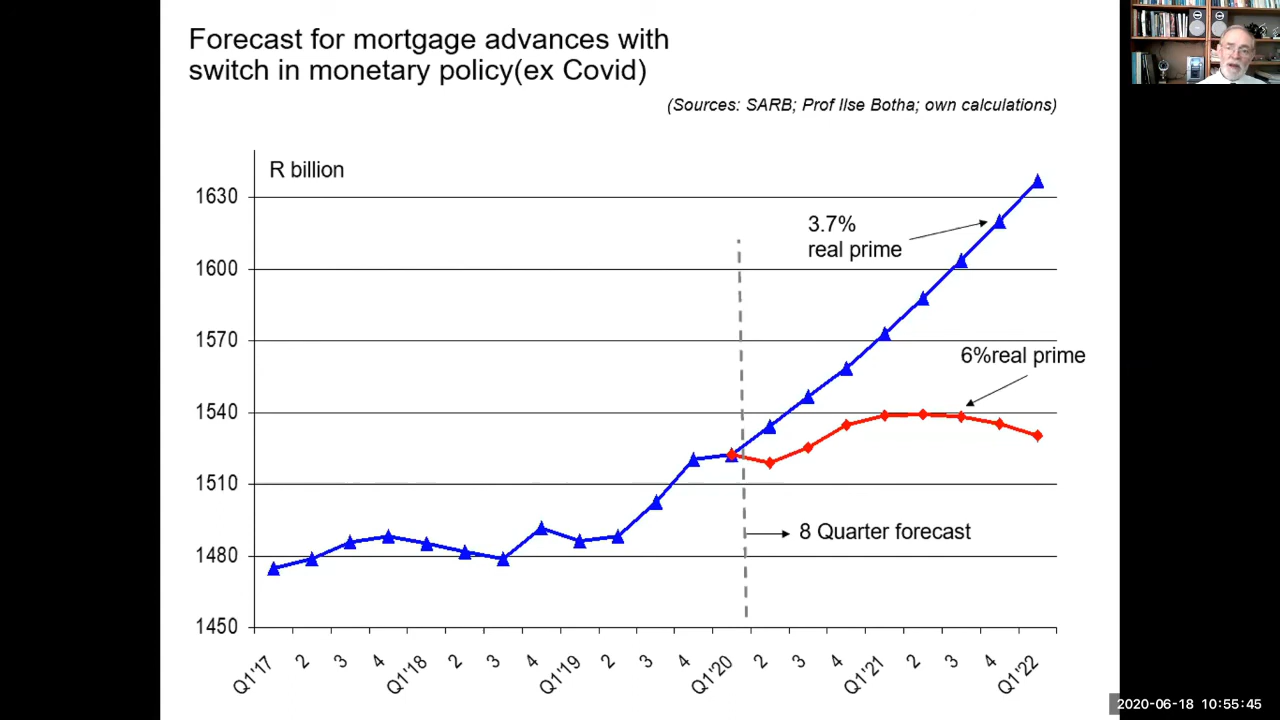 Forecast for mortgage advances with
switch in monetary policy(ex Covid)
(Sources: SARB; Prof Ilse Botha; own calculations)
R billion
1630
1600
1570
1540
1510
1480
1450
3.7%
real prime
6%real prime
8 Quarter forecast
Q1'17
2
3
4
Q1'18
2
3
4
Q1'19
2
3
4
Q1'20
2
3
4
Q1'21
2
3
4
Q1'22
2020-06-18 10:55:45